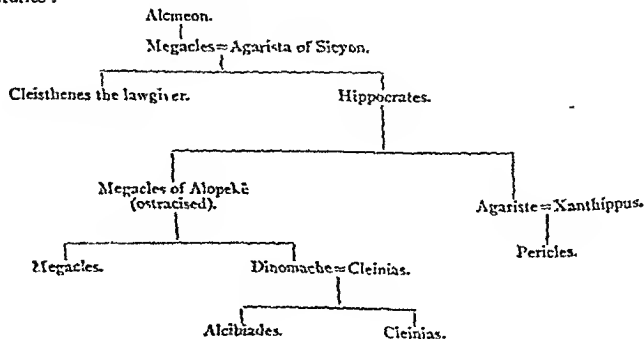 Alcmeon.
Megacles=Agarista of Sicyon.
Cleisthenes the lawgiver. Hippocrates.
Megacles of Alopekê
(ostracised). Agariste=Xanthippus.
Megacles. Dinomache=Cleinias. Pericles.
Alcibiades. Cleinias.